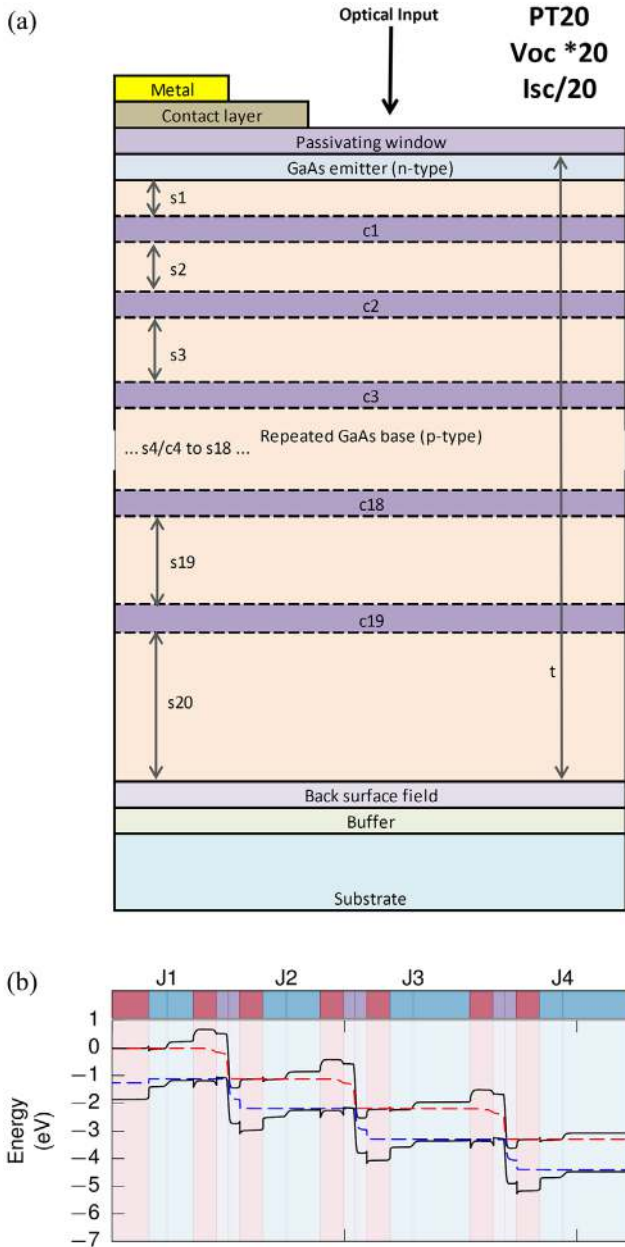 (a)
Optical Input
PT20
Voc *20
Isc/20
Metal
Contact layer
Passivating window
GaAs emitter (n-type)
s1
c1
s2
c2
s3
c3
Repeated GaAs base (p-type)
... s4/c4 to s18 ...
c18
s19
c19
t
s20
Back surface field
Buffer
Substrate
(b)
J1 J2 J3 J4
1
0
−1
−2
−3
−4
−5
−6
−7
Energy
(eV)